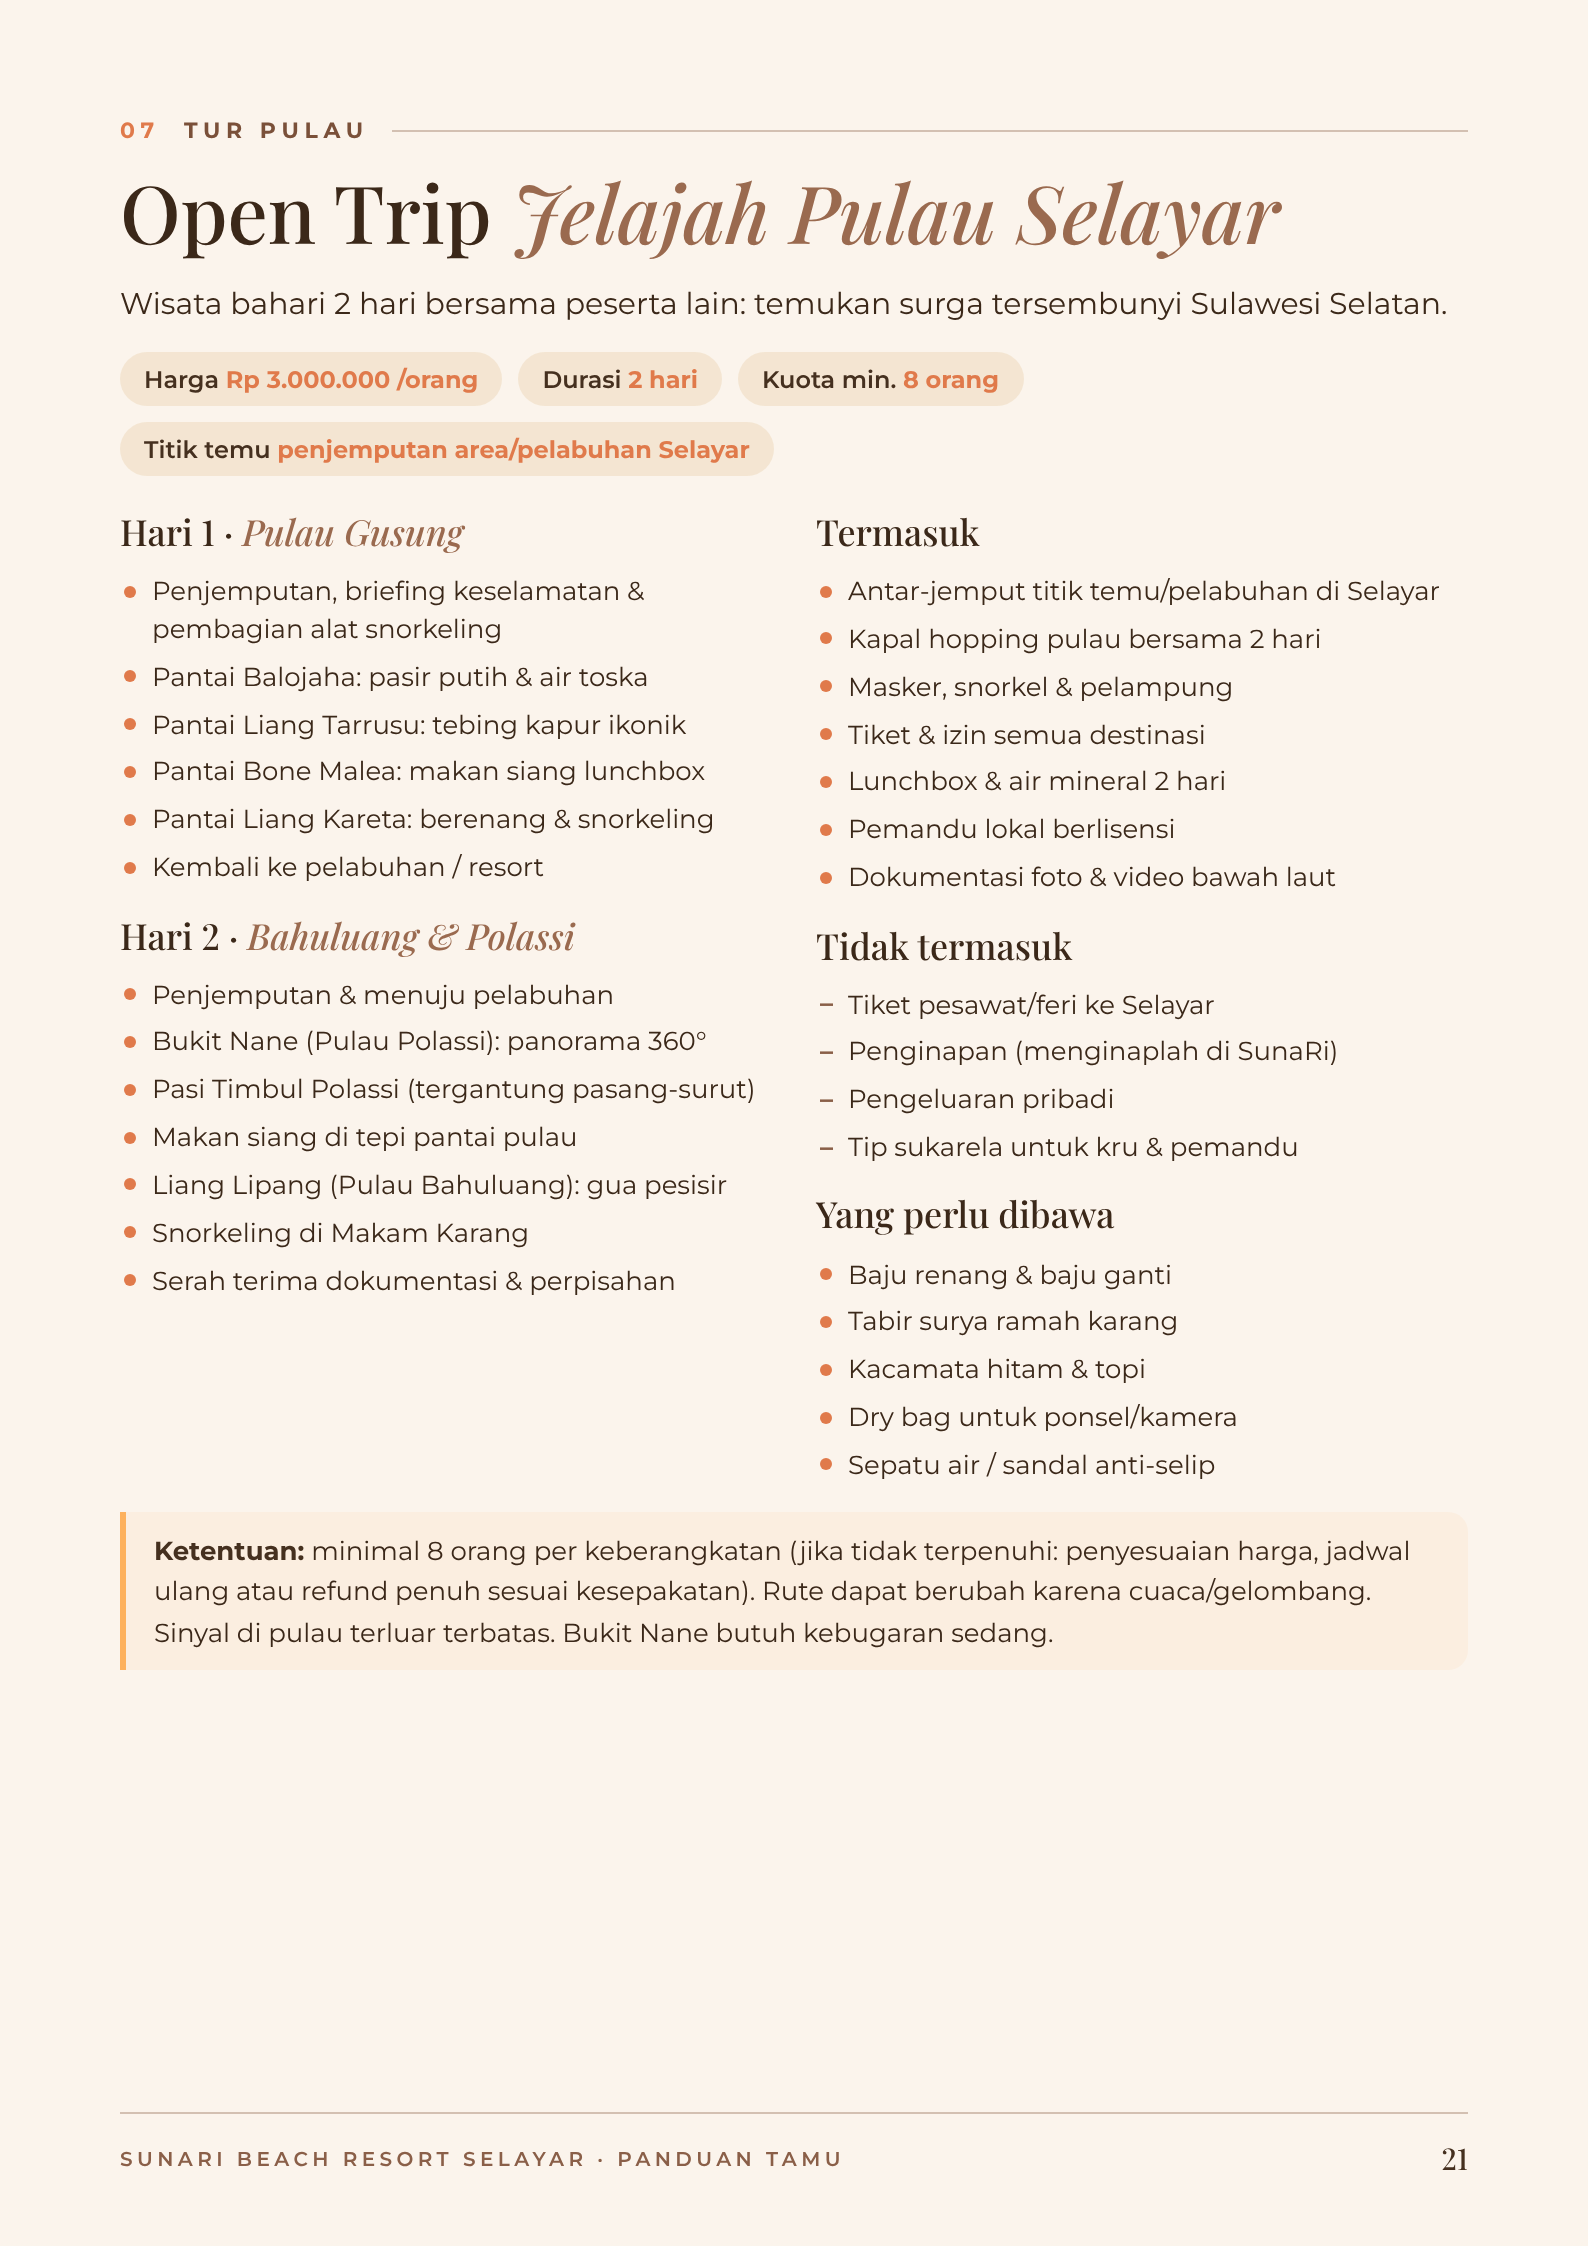 07 TUR PULAU
Open Trip Jelajah Pulau Selayar
Wisata bahari 2 hari bersama peserta lain: temukan surga tersembunyi Sulawesi Selatan.
Harga Rp 3.000.000 /orang
Durasi 2 hari
Kuota min. 8 orang
Titik temu penjemputan area/pelabuhan Selayar
Hari 1 · Pulau Gusung
Penjemputan, briefing keselamatan &
pembagian alat snorkeling
Pantai Balojaha: pasir putih & air toska
Pantai Liang Tarrusu: tebing kapur ikonik
Pantai Bone Malea: makan siang lunchbox
Pantai Liang Kareta: berenang & snorkeling
Kembali ke pelabuhan / resort
Hari 2 · Bahuluang & Polassi
Penjemputan & menuju pelabuhan
Bukit Nane (Pulau Polassi): panorama 360°
Pasi Timbul Polassi (tergantung pasang-surut)
Makan siang di tepi pantai pulau
Liang Lipang (Pulau Bahuluang): gua pesisir
Snorkeling di Makam Karang
Serah terima dokumentasi & perpisahan
Termasuk
Antar-jemput titik temu/pelabuhan di Selayar
Kapal hopping pulau bersama 2 hari
Masker, snorkel & pelampung
Tiket & izin semua destinasi
Lunchbox & air mineral 2 hari
Pemandu lokal berlisensi
Dokumentasi foto & video bawah laut
Tidak termasuk
– Tiket pesawat/feri ke Selayar
– Penginapan (menginaplah di SunaRi)
– Pengeluaran pribadi
– Tip sukarela untuk kru & pemandu
Yang perlu dibawa
Baju renang & baju ganti
Tabir surya ramah karang
Kacamata hitam & topi
Dry bag untuk ponsel/kamera
Sepatu air / sandal anti-selip
Ketentuan: minimal 8 orang per keberangkatan (jika tidak terpenuhi: penyesuaian harga, jadwal
ulang atau refund penuh sesuai kesepakatan). Rute dapat berubah karena cuaca/gelombang.
Sinyal di pulau terluar terbatas. Bukit Nane butuh kebugaran sedang.
SUNARI BEACH RESORT SELAYAR · PANDUAN TAMU
21